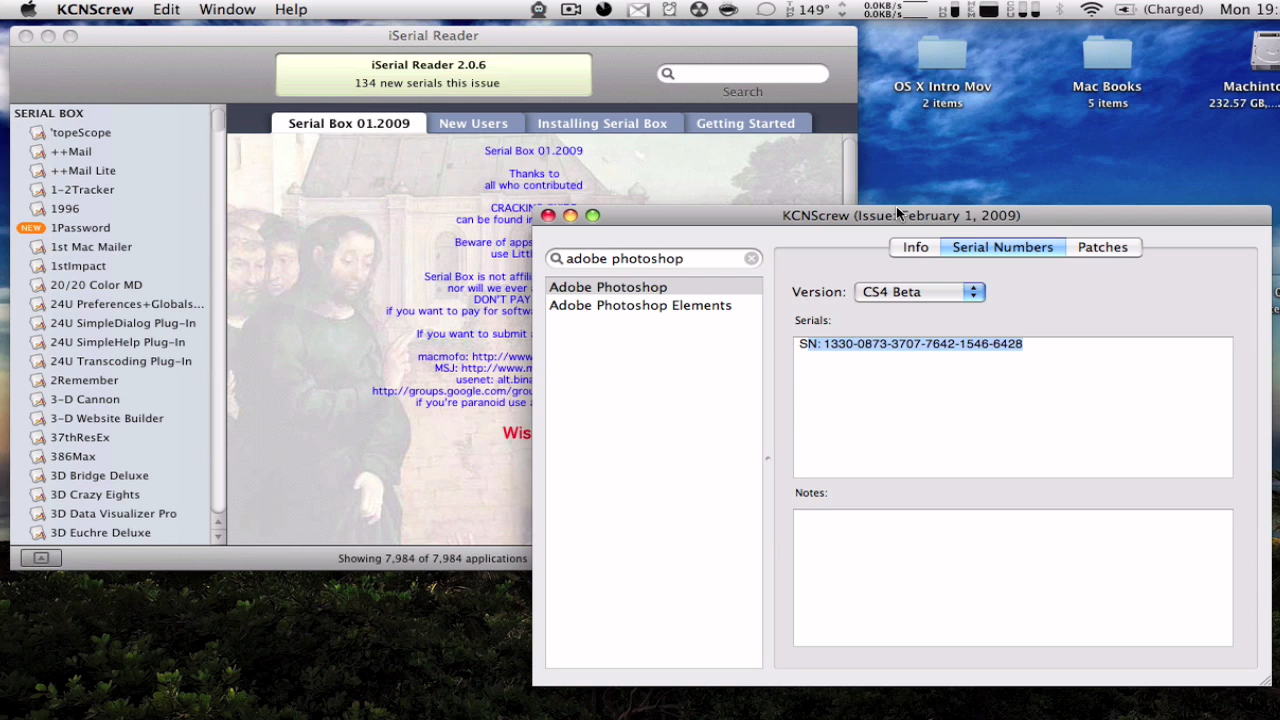 KCNScrew Edit Window Help
149° 0.0KB/s 0.0KB/s (Charged) Mon 19:
iSerial Reader
iSerial Reader 2.0.6
134 new serials this issue
Search
SERIAL BOX
'topeScope
++Mail
++Mail Lite
1-2Tracker
1996
NEW 1Password
1st Mac Mailer
1stImpact
20/20 Color MD
24U Preferences+Globals...
24U SimpleDialog Plug-In
24U SimpleHelp Plug-In
24U Transcoding Plug-In
2Remember
3-D Cannon
3-D Website Builder
37thResEx
386Max
3D Bridge Deluxe
3D Crazy Eights
3D Data Visualizer Pro
3D Euchre Deluxe
Serial Box 01.2009 New Users Installing Serial Box Getting Started
Serial Box 01.2009
Thanks to
all who contributed
can be found i
Beware of apps
use Littl
Serial Box is not affili
nor will we ever
DON'T PAY
if you want to pay for softwa
If you want to submit
macmofo: http://www
MSJ: http://www.m
usenet: alt.bina
http://groups.google.com/grou
if you're paranoid use
Wis
Showing 7,984 of 7,984 applications
OS X Intro Mov
2 items
Mac Books
5 items
Machint
232.57 GB,...
KCNScrew (Issue: February 1, 2009)
adobe photoshop
Adobe Photoshop
Adobe Photoshop Elements
Info Serial Numbers Patches
Version: CS4 Beta
Serials:
SN: 1330-0873-3707-7642-1546-6428
Notes: